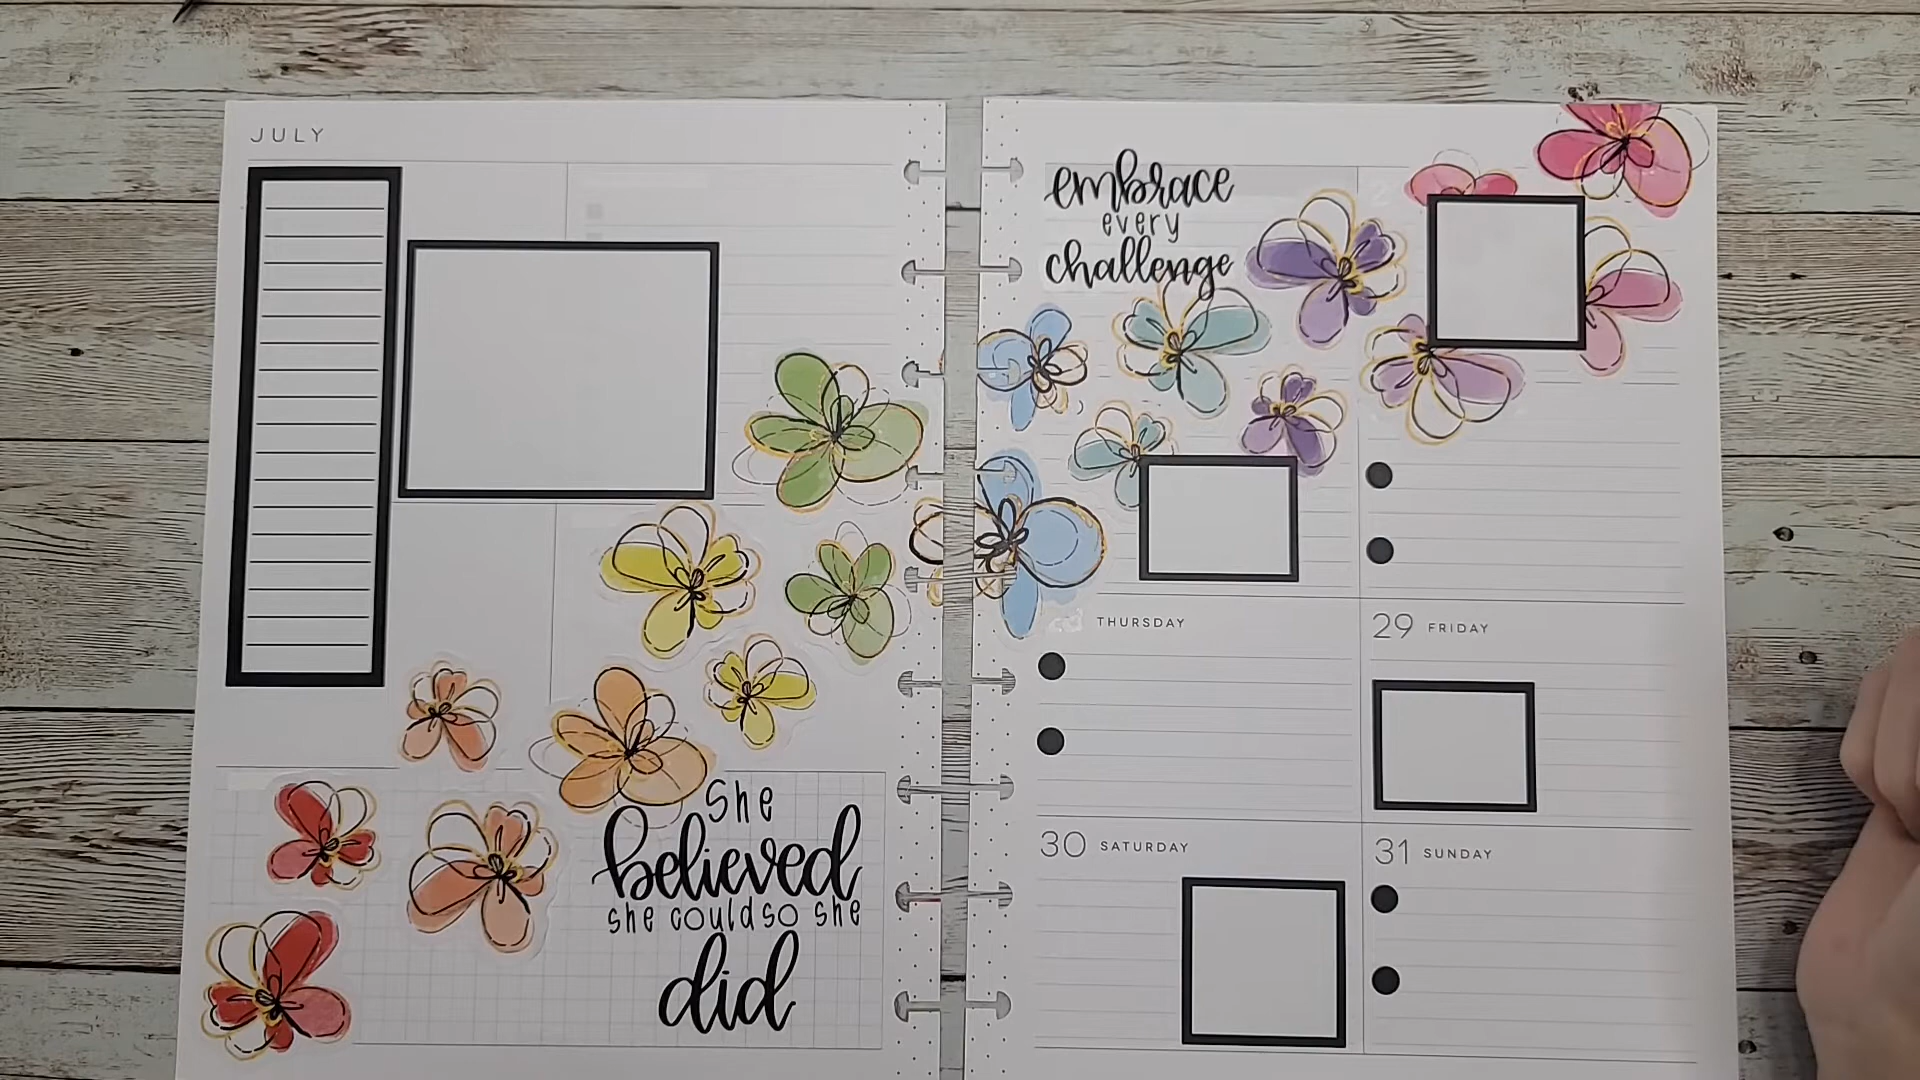 JULY
She
believed
she could so she
did
embrace
every
challenge
THURSDAY
29 FRIDAY
30 SATURDAY
31 SUNDAY